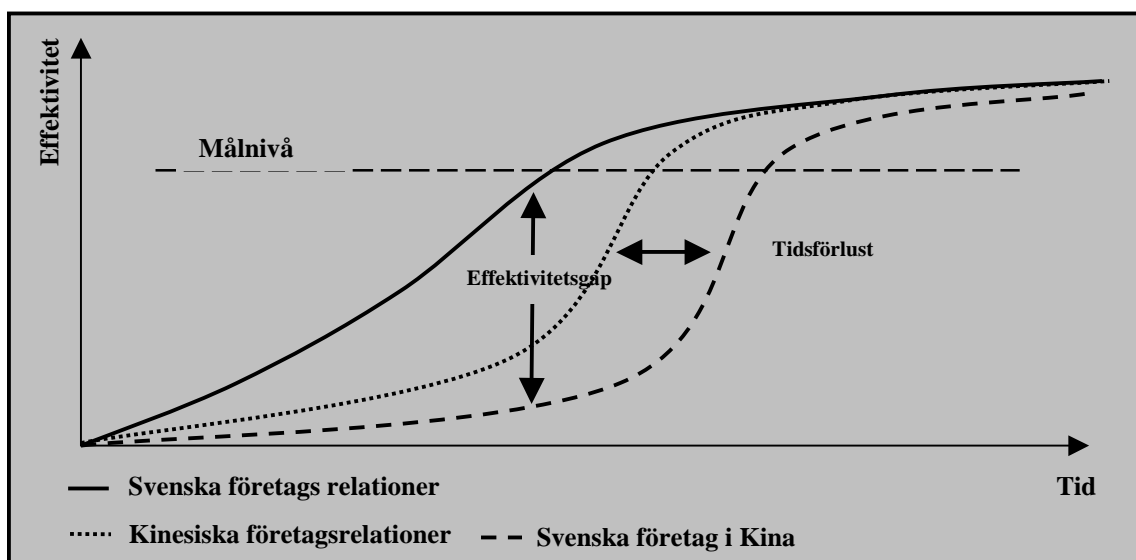 Effektivitet
Målnivå
Effektivitetsgap
Tidsförlust
Svenska företags relationer
Tid
Kinesiska företagsrelationer
Svenska företag i Kina